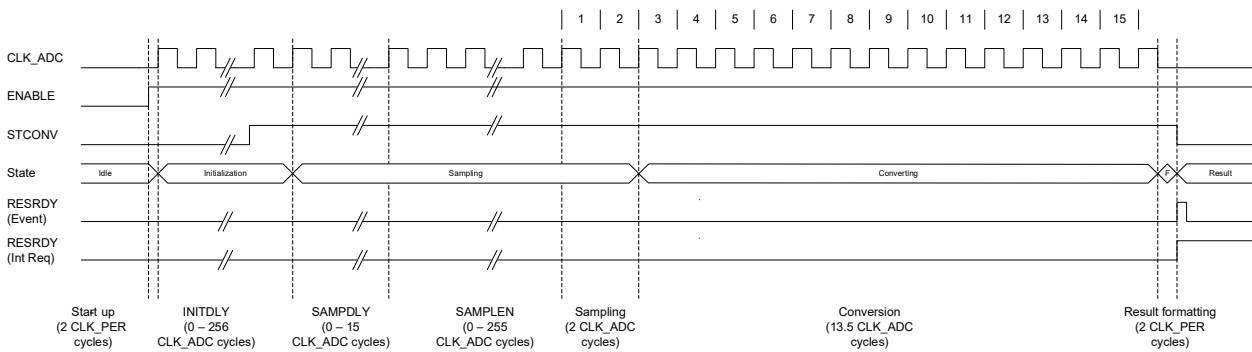 1 2 3 4 5 6 7 8 9 10 11 12 13 14 15
CLK_ADC
ENABLE
STCONV
State Idle Initialization Sampling Converting F Result
RESRDY
(Event)
RESRDY
(Int Req)
Start up
(2 CLK_PER
cycles)
INITDLY
(0 – 256
CLK_ADC cycles)
SAMPDLY
(0 – 15
CLK_ADC cycles)
SAMPLEN
(0 – 255
CLK_ADC cycles)
Sampling
(2 CLK_ADC
cycles)
Conversion
(13.5 CLK_ADC
cycles)
Result formatting
(2 CLK_PER
cycles)